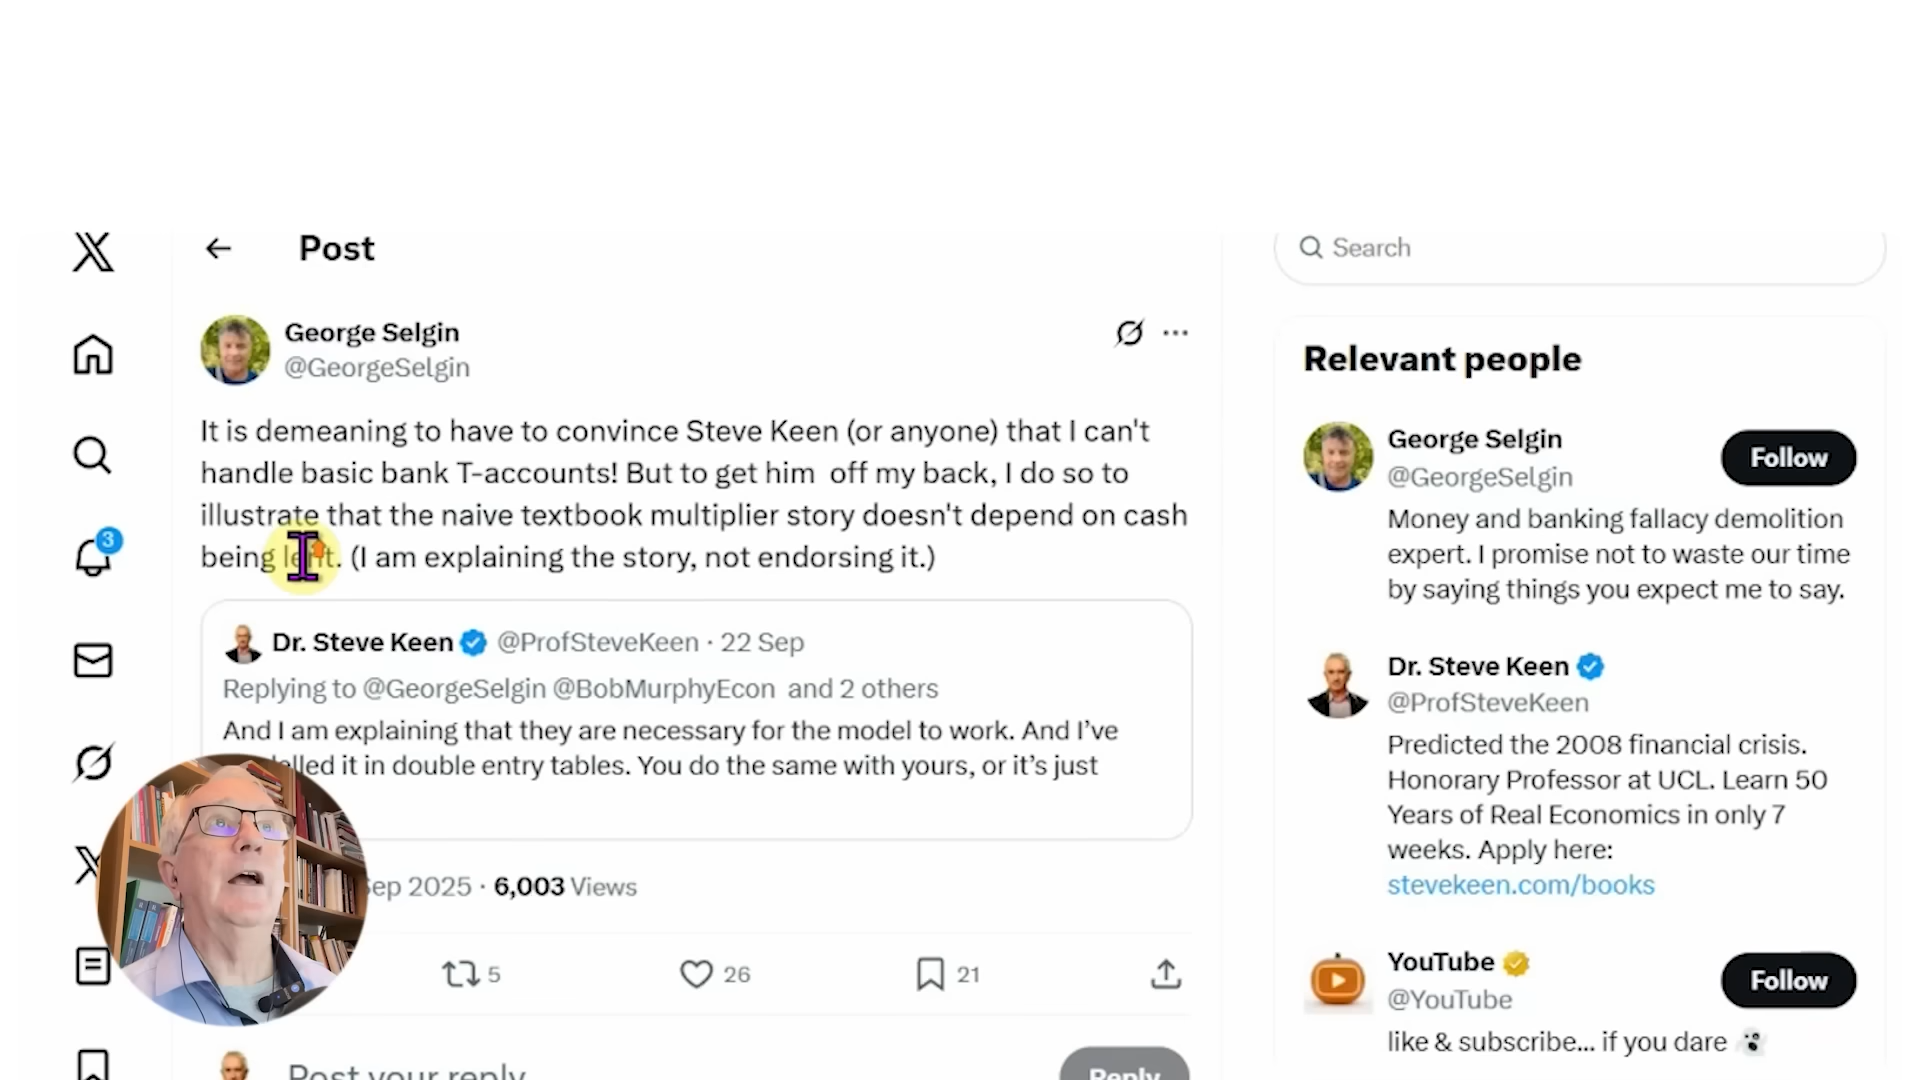 Post
Search
George Selgin
@GeorgeSelgin
It is demeaning to have to convince Steve Keen (or anyone) that I can't
handle basic bank T-accounts! But to get him off my back, I do so to
illustrate that the naive textbook multiplier story doesn't depend on cash
being lent. (I am explaining the story, not endorsing it.)
Dr. Steve Keen @ProfSteveKeen · 22 Sep
Replying to @GeorgeSelgin @BobMurphyEcon and 2 others
And I am explaining that they are necessary for the model to work. And I've
it in double entry tables. You do the same with yours, or it's just
2025 · 6,003 Views
5
26
21
Post your reply
Reply
3
Relevant people
George Selgin
@GeorgeSelgin
Follow
Money and banking fallacy demolition
expert. I promise not to waste our time
by saying things you expect me to say.
Dr. Steve Keen
@ProfSteveKeen
Predicted the 2008 financial crisis.
Honorary Professor at UCL. Learn 50
Years of Real Economics in only 7
weeks. Apply here:
stevekeen.com/books
YouTube
@YouTube
Follow
like & subscribe... if you dare